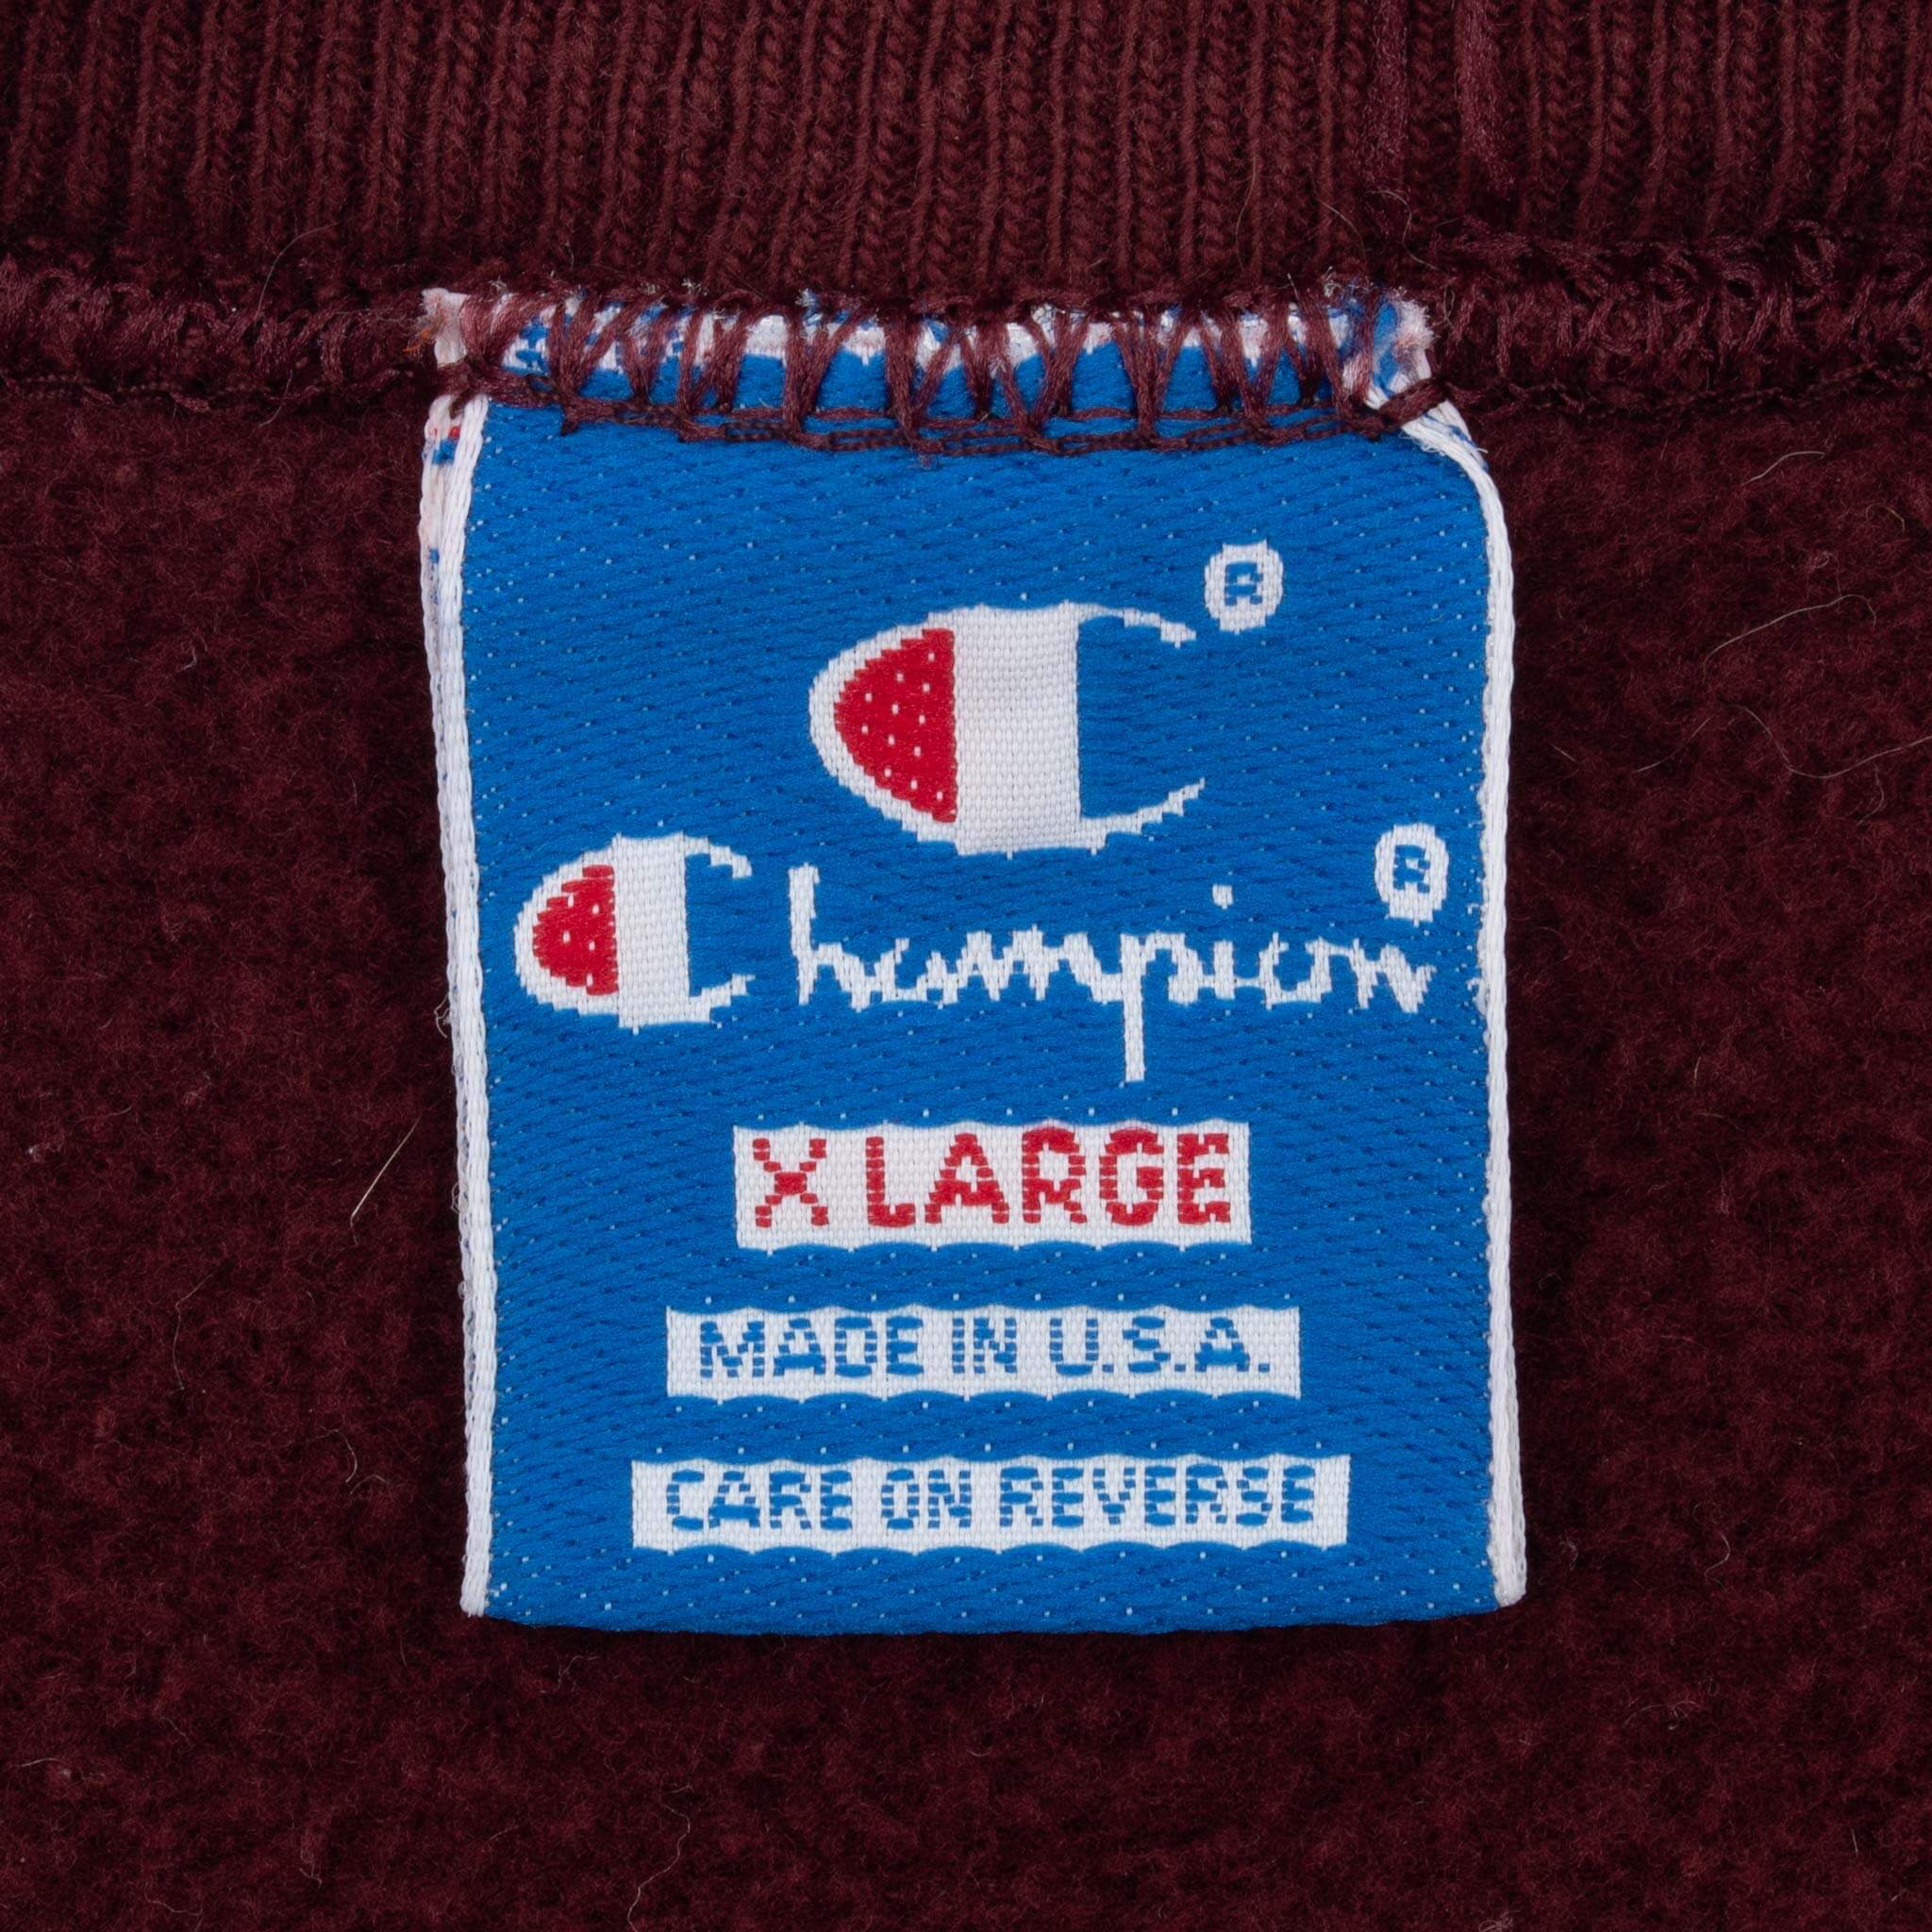 C®
Champion®
X LARGE
MADE IN U.S.A.
CARE ON REVERSE